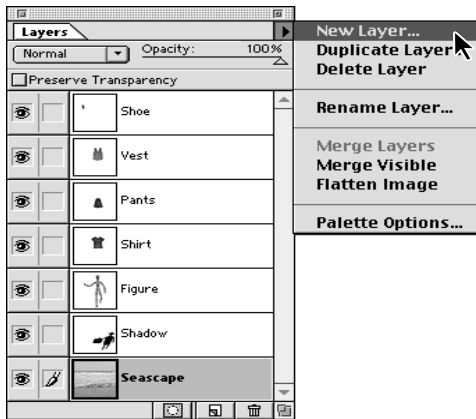 Layers
Normal Opacity: 100%
Preserve Transparency
Shoe
Vest
Pants
Shirt
Figure
Shadow
Seascape
New Layer...
Duplicate Layer
Delete Layer
Rename Layer...
Merge Layers
Merge Visible
Flatten Image
Palette Options...